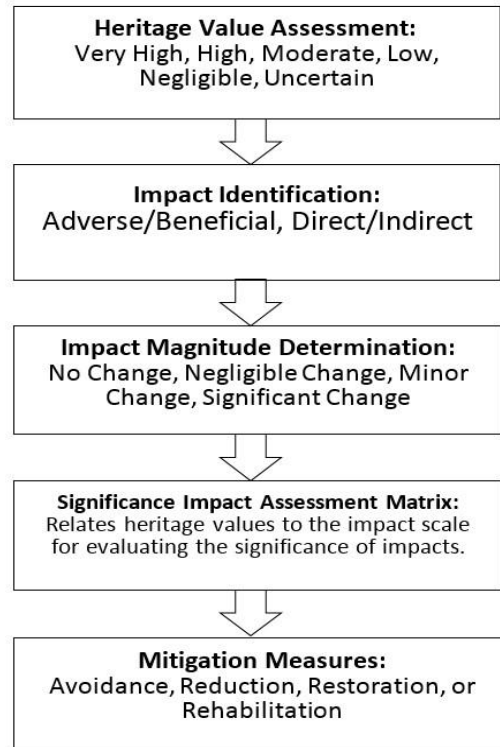 Heritage Value Assessment:
Very High, High, Moderate, Low,
Negligible, Uncertain
Impact Identification:
Adverse/Beneficial, Direct/Indirect
Impact Magnitude Determination:
No Change, Negligible Change, Minor
Change, Significant Change
Significance Impact Assessment Matrix:
Relates heritage values to the impact scale
for evaluating the significance of impacts.
Mitigation Measures:
Avoidance, Reduction, Restoration, or
Rehabilitation